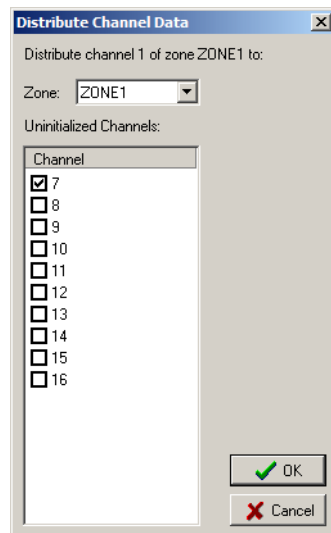 Distribute Channel Data
Distribute channel 1 of zone ZONE1 to:
Zone: ZONE1
Uninitialized Channels:
Channel
7
8
9
10
11
12
13
14
15
16
OK
Cancel